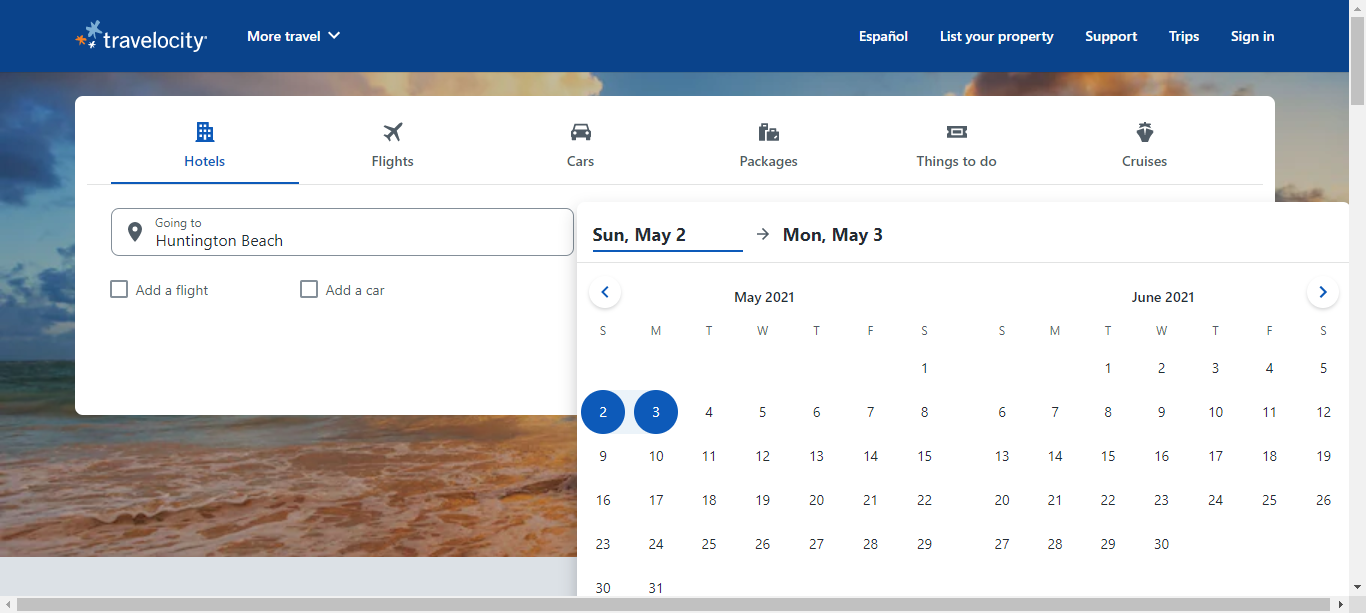 travelocity
More travel
Español
List your property
Support
Trips
Sign in
Hotels
Flights
Cars
Packages
Things to do
Cruises
Going to
Huntington Beach
Add a flight
Add a car
Sun, May 2
Mon, May 3
May 2021
S M T W T F S
1
2 3 4 5 6 7 8
9 10 11 12 13 14 15
16 17 18 19 20 21 22
23 24 25 26 27 28 29
30 31
June 2021
S M T W T F S
1 2 3 4 5
6 7 8 9 10 11 12
13 14 15 16 17 18 19
20 21 22 23 24 25 26
27 28 29 30